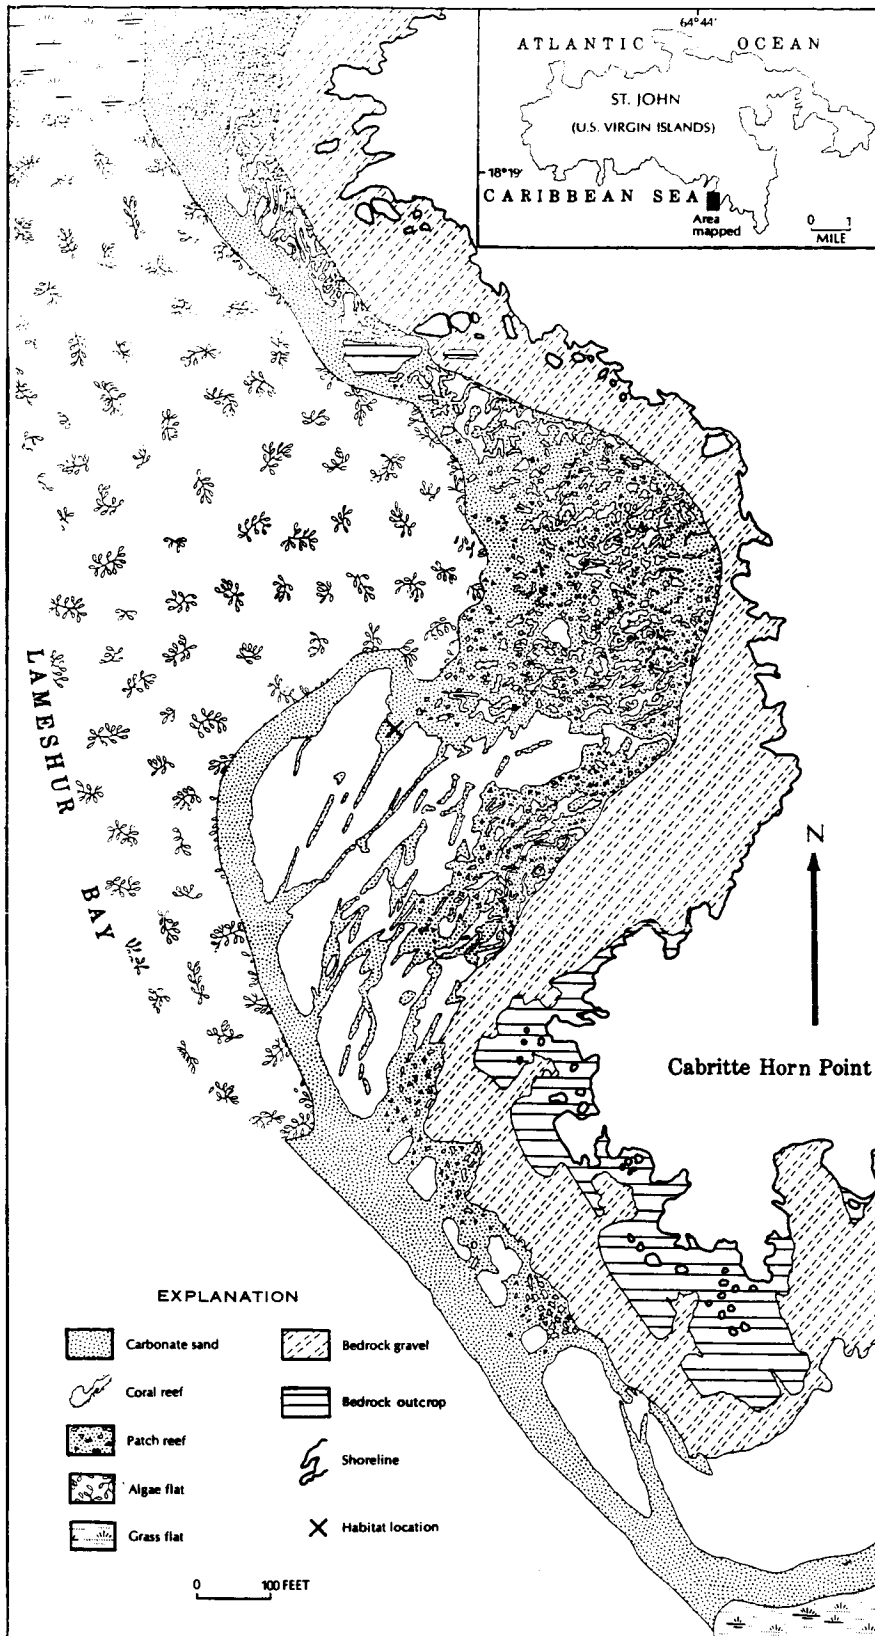 64°44'
ATLANTIC OCEAN
ST. JOHN
(U.S. VIRGIN ISLANDS)
18°19'
CARIBBEAN SEA
Area
mapped
0 1
MILE
LAMESHUR
BAY
N
Cabritte Horn Point
EXPLANATION
Carbonate sand
Coral reef
Patch reef
Algae flat
Grass flat
Bedrock gravel
Bedrock outcrop
Shoreline
Habitat location
0 100 FEET